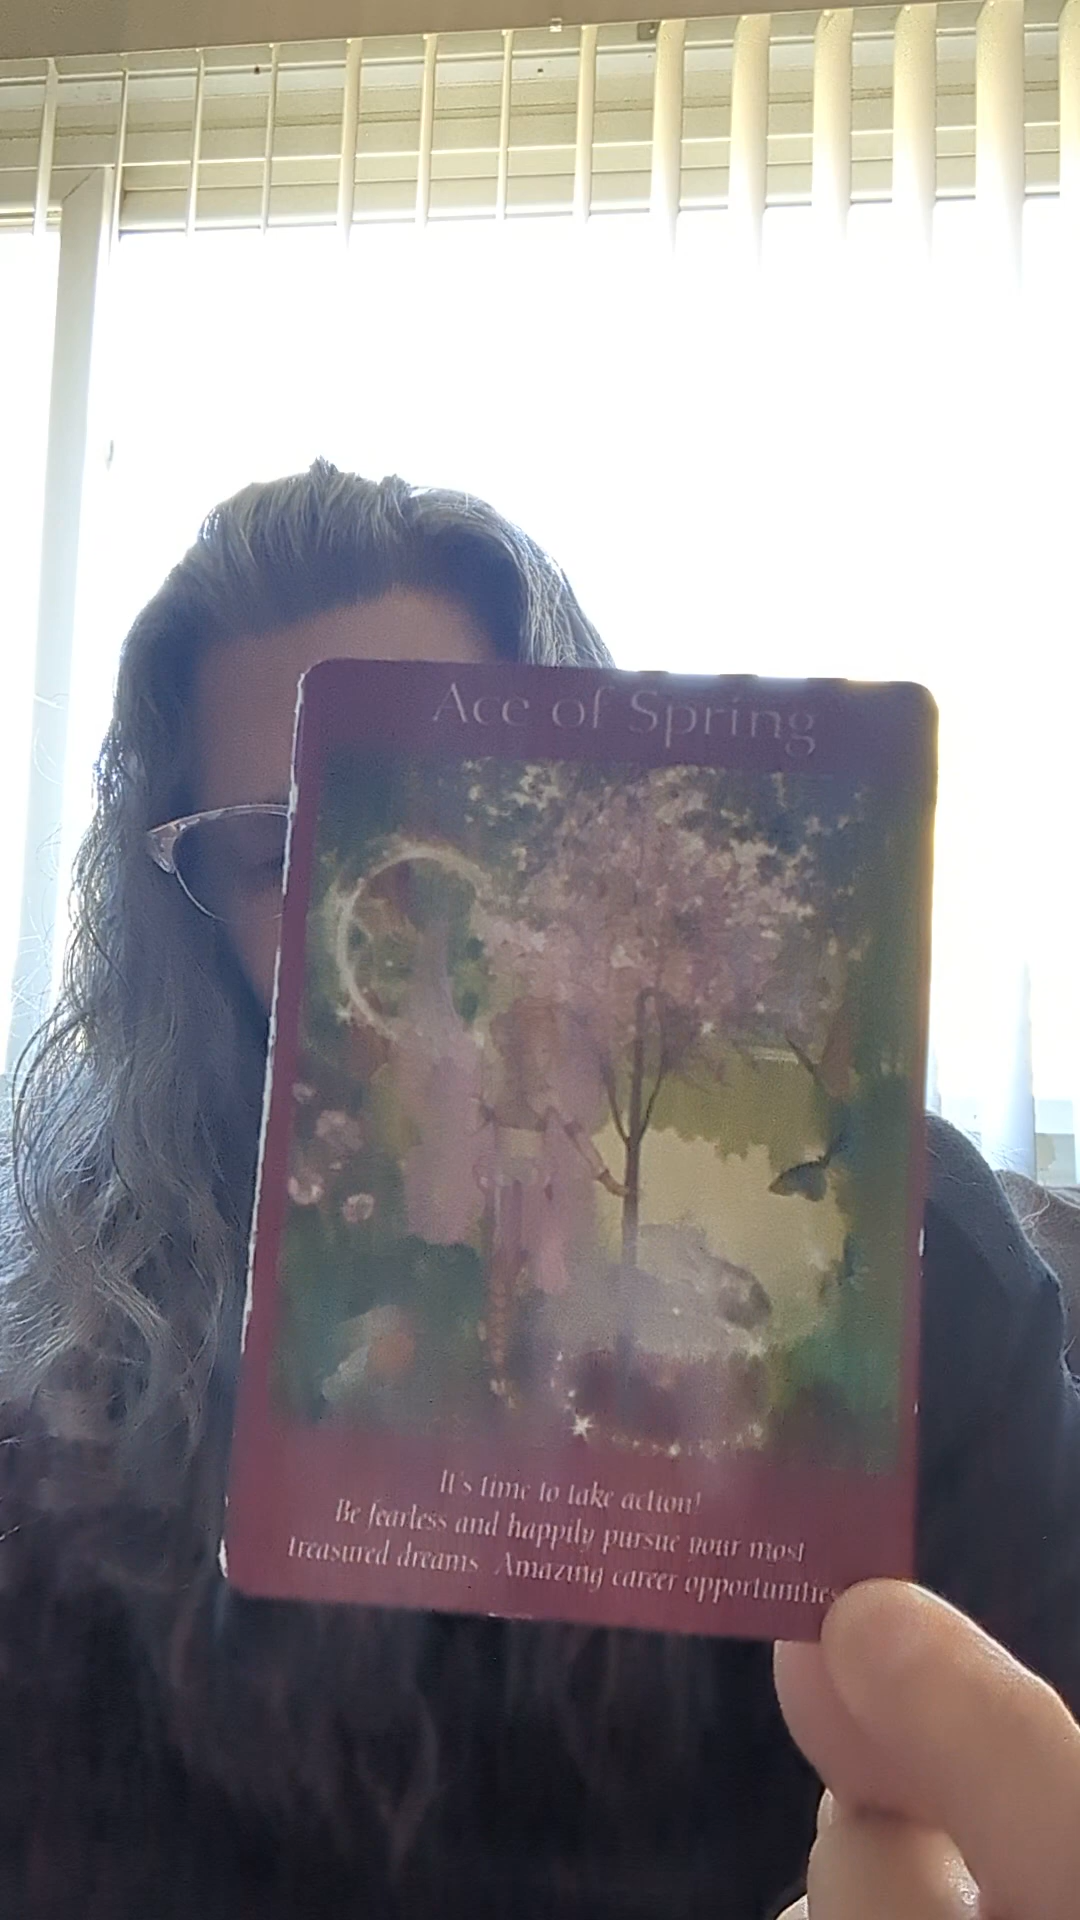 Ace of Spring
It's time to take action!
Be fearless and happily pursue your most
treasured dreams. Amazing career opportunities